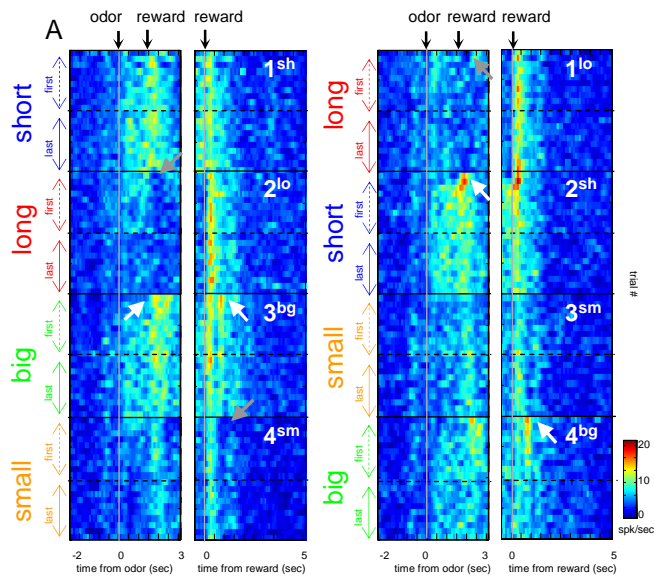 A
odor reward reward
short
first
last
1sh
long
first
last
2lo
big
first
last
3bg
small
first
last
4sm
-2 0 3
0 5
time from odor (sec) time from reward (sec)
odor reward reward
long
first
last
1lo
short
first
last
2sh
small
first
last
3sm
big
first
last
4bg
-2 0 3
0 5
time from odor (sec) time from reward (sec)
trial #
20
10
0
spk/sec